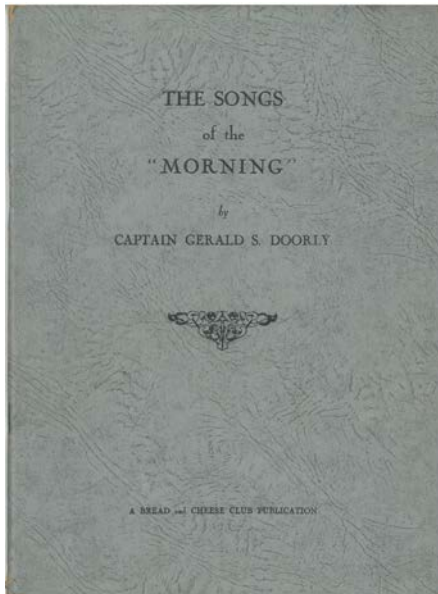 THE SONGS
of the
"MORNING"
by
CAPTAIN GERALD S. DOORLY
A BREAD and CHEESE CLUB PUBLICATION